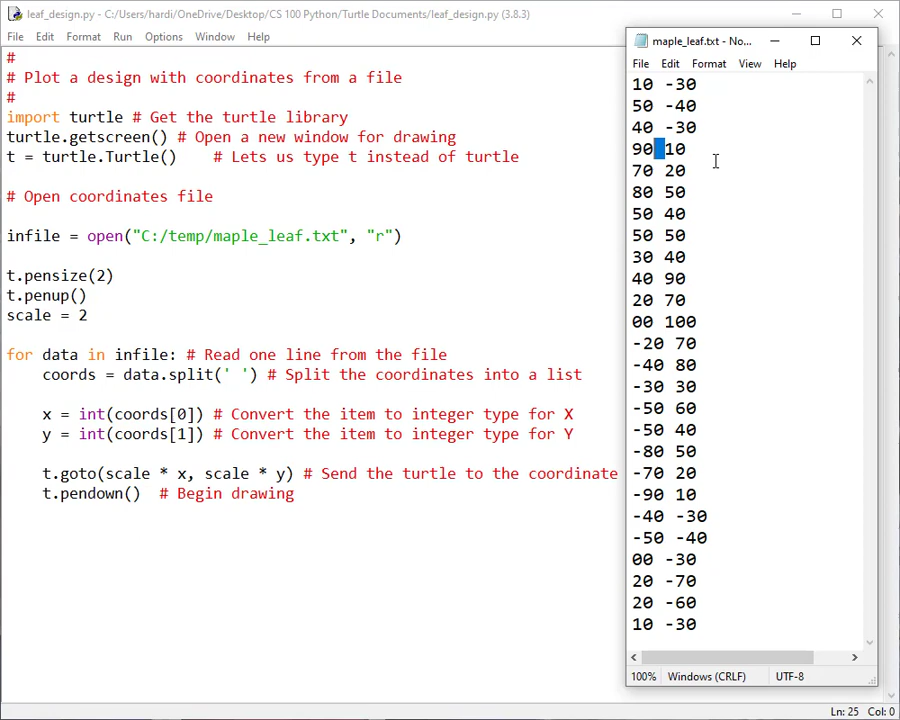 leaf_design.py - C:/Users/hardi/OneDrive/Desktop/CS 100 Python/Turtle Documents/leaf_design.py (3.8.3)
File Edit Format Run Options Window Help
#
# Plot a design with coordinates from a file
#
import turtle # Get the turtle library
turtle.getscreen() # Open a new window for drawing
t = turtle.Turtle()    # Lets us type t instead of turtle
# Open coordinates file
infile = open("C:/temp/maple_leaf.txt", "r")
t.pensize(2)
t.penup()
scale = 2
for data in infile: # Read one line from the file
    coords = data.split(' ') # Split the coordinates into a list
    x = int(coords[0]) # Convert the item to integer type for X
    y = int(coords[1]) # Convert the item to integer type for Y
    t.goto(scale * x, scale * y) # Send the turtle to the coordinate
    t.pendown()  # Begin drawing
Ln: 25 Col: 0
maple_leaf.txt - No...
File Edit Format View Help
10 -30
50 -40
40 -30
90 10
70 20
80 50
50 40
50 50
30 40
40 90
20 70
00 100
-20 70
-40 80
-30 30
-50 60
-50 40
-80 50
-70 20
-90 10
-40 -30
-50 -40
00 -30
20 -70
20 -60
10 -30
100% Windows (CRLF) UTF-8